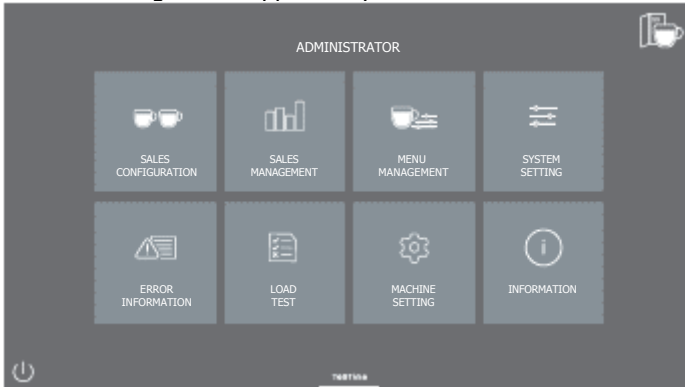 ADMINISTRATOR
SALES
CONFIGURATION
SALES
MANAGEMENT
MENU
MANAGEMENT
SYSTEM
SETTING
ERROR
INFORMATION
LOAD
TEST
MACHINE
SETTING
INFORMATION